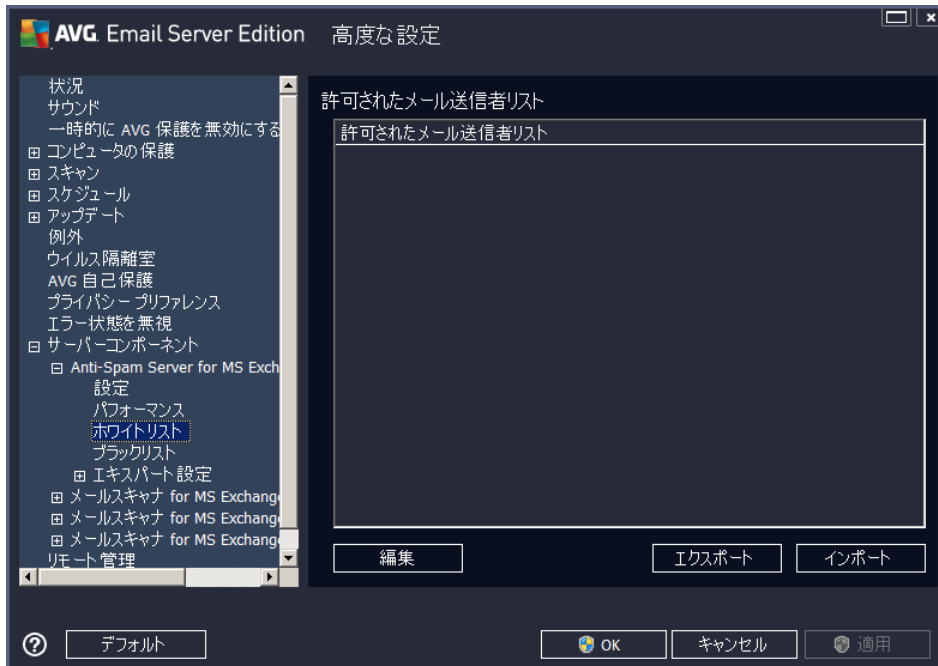 AVG. Email Server Edition 高度な設定
状況
サウンド
一時的に AVG 保護を無効にする
コンピュータの保護
スキャン
スケジュール
アップデート
例外
ウイルス隔離室
AVG 自己保護
プライバシー プリファレンス
エラー状態を無視
サーバーコンポーネント
Anti-Spam Server for MS Exch
設定
パフォーマンス
ホワイトリスト
ブラックリスト
エキスパート設定
メールスキャナ for MS Exchang
メールスキャナ for MS Exchang
メールスキャナ for MS Exchang
リモート管理
許可されたメール送信者リスト
許可されたメール送信者リスト
編集 エクスポート インポート
デフォルト OK キャンセル 適用